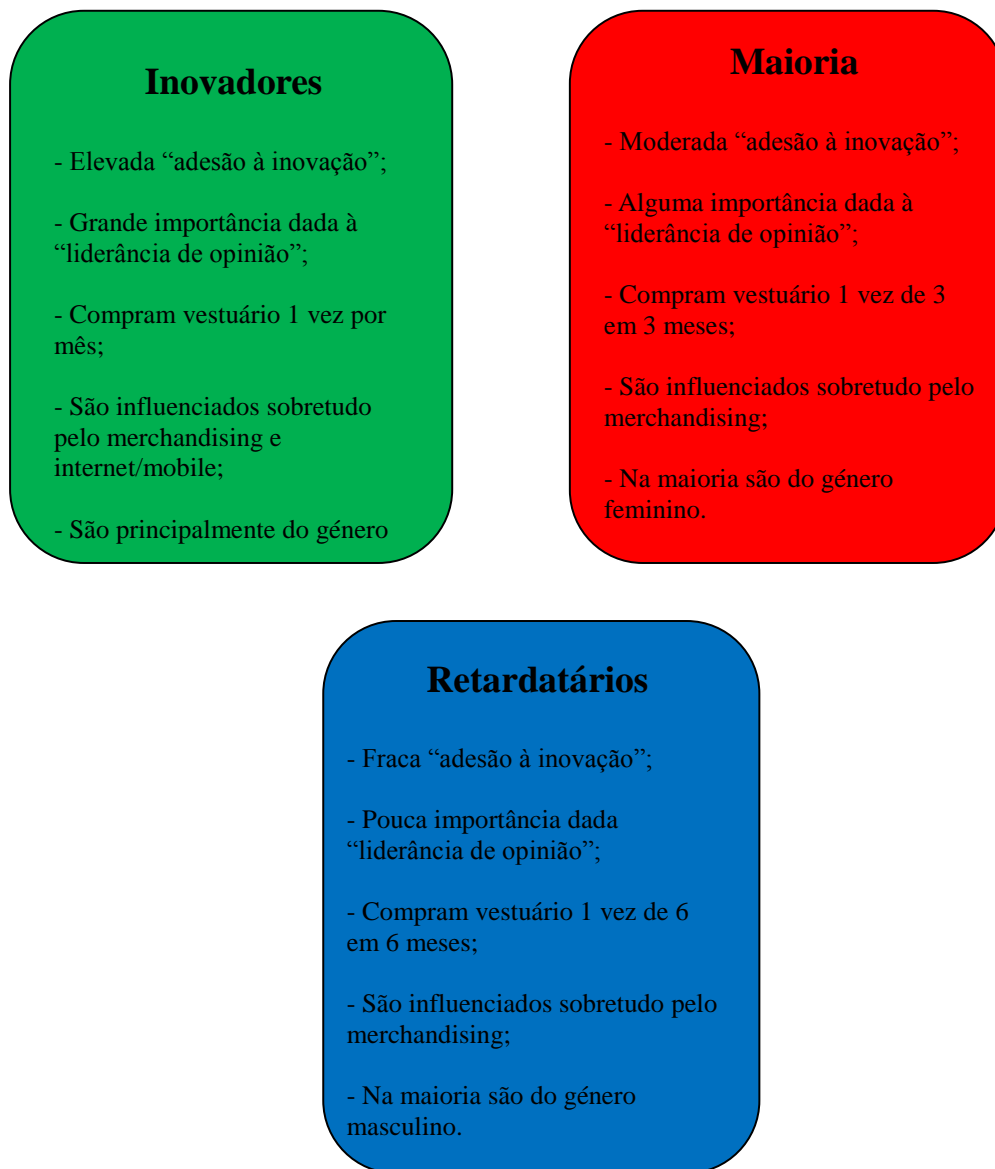 Inovadores
- Elevada “adesão à inovação”;
- Grande importância dada à
“liderância de opinião”;
- Compram vestuário 1 vez por
mês;
- São influenciados sobretudo
pelo merchandising e
internet/mobile;
- São principalmente do género
Maioria
- Moderada “adesão à inovação”;
- Alguma importância dada à
“liderância de opinião”;
- Compram vestuário 1 vez de 3
em 3 meses;
- São influenciados sobretudo pelo
merchandising;
- Na maioria são do género
feminino.
Retardatários
- Fraca “adesão à inovação”;
- Pouca importância dada
“liderância de opinião”;
- Compram vestuário 1 vez de 6
em 6 meses;
- São influenciados sobretudo pelo
merchandising;
- Na maioria são do género
masculino.